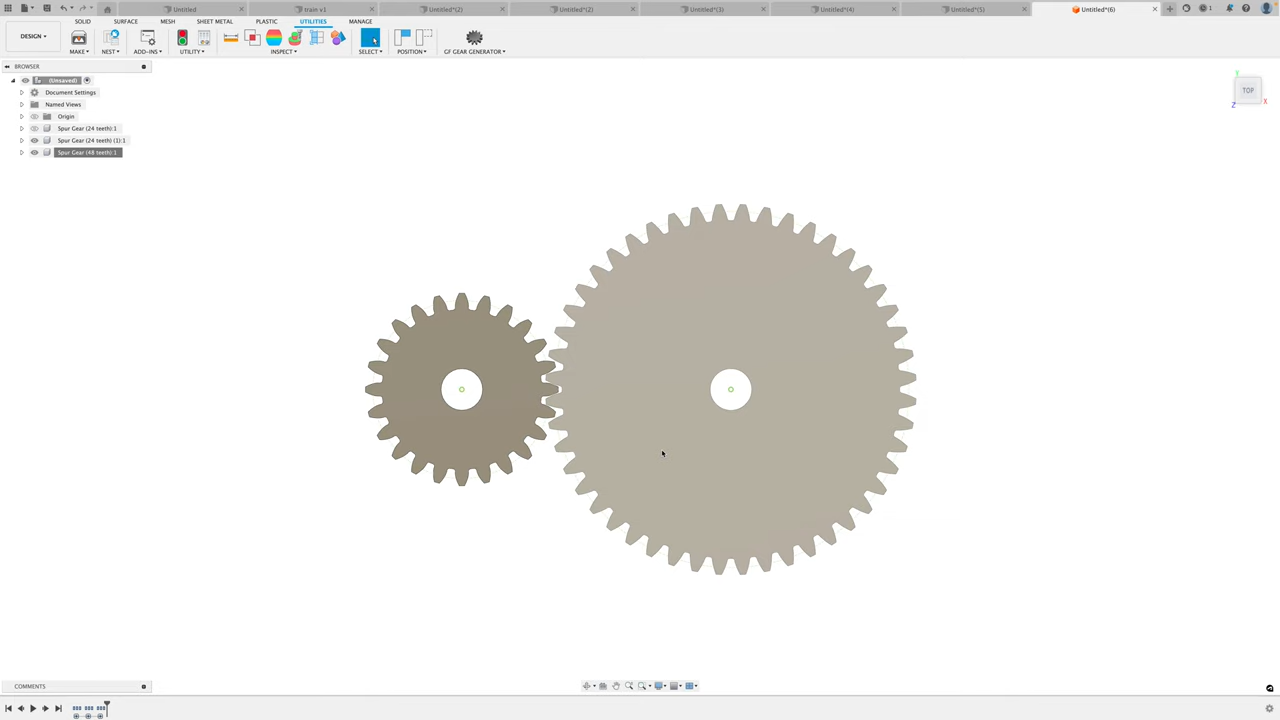 Untitled
train v1
Untitled*(2)
Untitled*(2)
Untitled*(3)
Untitled*(4)
Untitled*(5)
Untitled*(6)
1
DESIGN
SOLID
SURFACE
MESH
SHEET METAL
PLASTIC
UTILITIES
MANAGE
MAKE
NEST
ADD-INS
UTILITY
INSPECT
SELECT
POSITION
GF GEAR GENERATOR
BROWSER
(Unsaved)
Document Settings
Named Views
Origin
Spur Gear (24 teeth):1
Spur Gear (24 teeth) (1):1
Spur Gear (48 teeth):1
Y
TOP
Z
X
COMMENTS